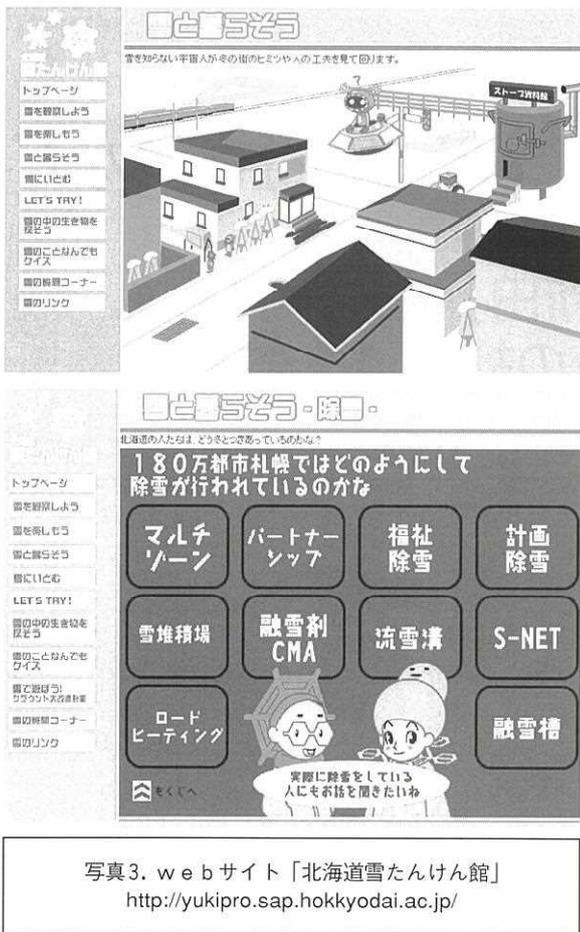 雪と暮らそう
雪を知らない宇宙人が冬の街のヒミツや人の工夫を見て回ります。
雪たんけん館
トップページ
雪を観察しよう
雪を楽しもう
雪と暮らそう
雪にいどむ
LET'S TRY!
雪の中の生き物を
探そう
雪のことなんでも
クイズ
雪の質問コーナー
雪のリンク
ストーブ資料館
雪と暮らそう-除雪-
北海道の人たちは、どう冬とつきあっているのかな?
トップページ
雪を観察しよう
雪を楽しもう
雪と暮らそう
雪にいどむ
LET'S TRY!
雪の中の生き物を
探そう
雪のことなんでも
クイズ
雪で遊ぼう!
雪の質問コーナー
雪のリンク
180万都市札幌ではどのようにして
除雪が行われているのかな
マルチ
ゾーン
パートナー
シップ
福祉
除雪
計画
除雪
雪堆積場
融雪剤
CMA
流雪溝
S-NET
ロード
ヒーティング
融雪槽
実際に除雪をしている
人にもお話を聞きたいね
もくじへ
写真3.webサイト「北海道雪たんけん館」
http://yukipro.sap.hokkyodai.ac.jp/